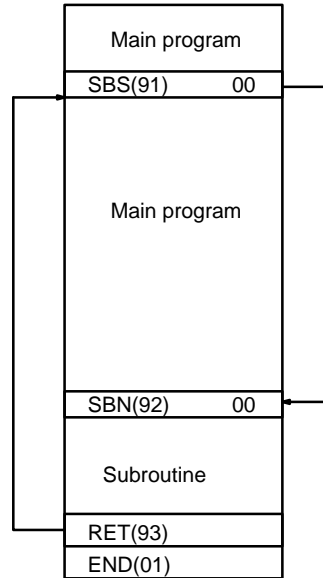 Main program
SBS(91) 00
Main program
SBN(92) 00
Subroutine
RET(93)
END(01)